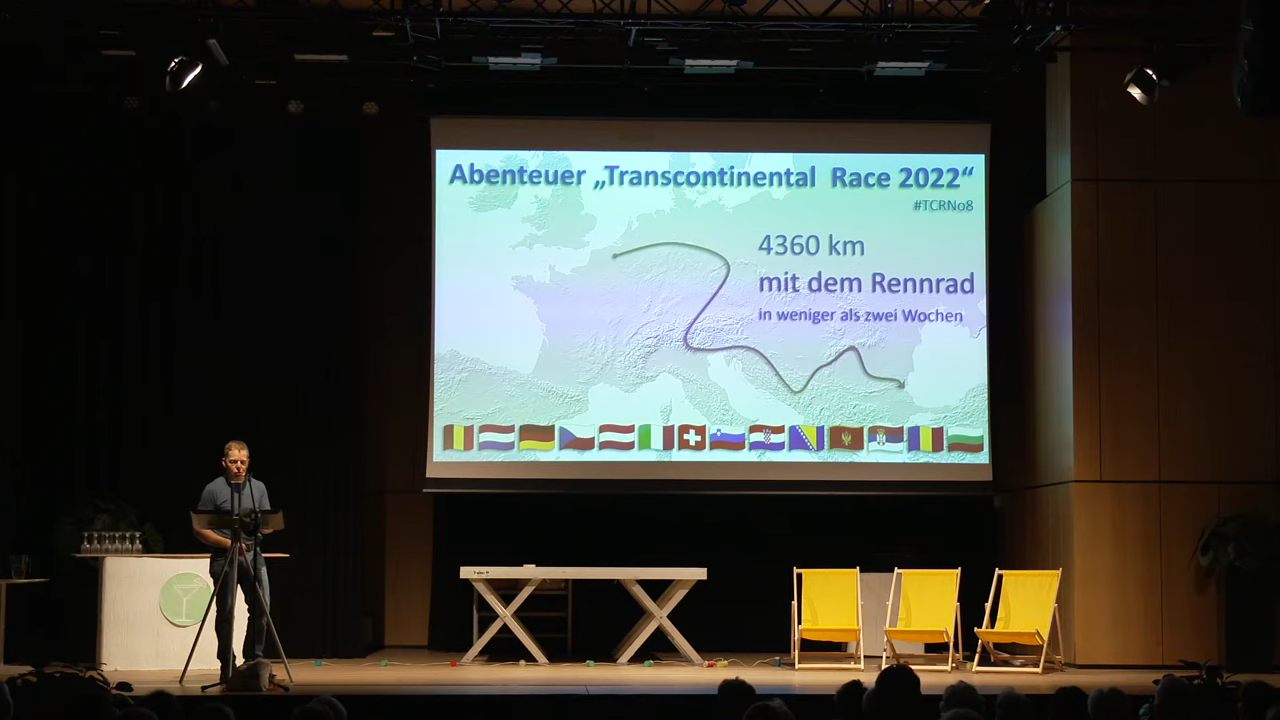 Abenteuer „Transcontinental Race 2022“
#TCRNo8
4360 km
mit dem Rennrad
in weniger als zwei Wochen